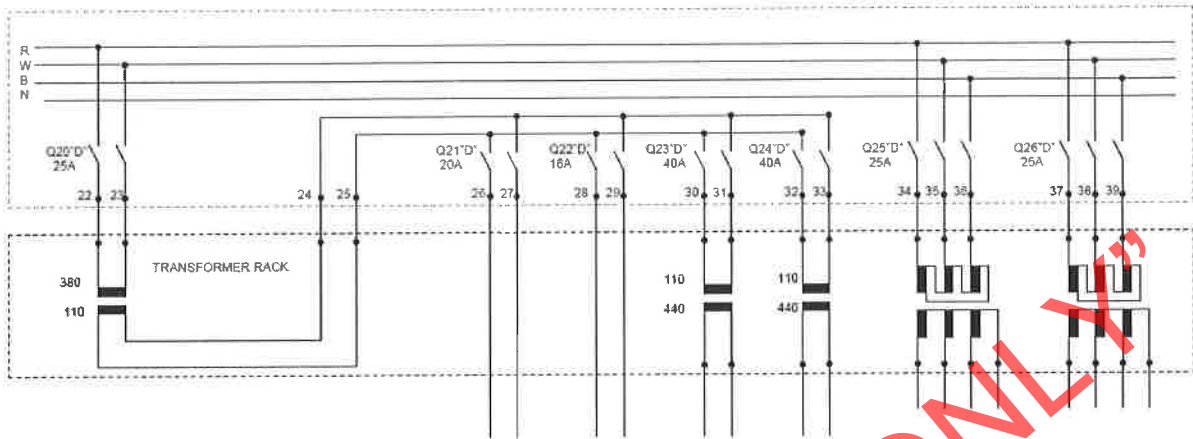 R
W
B
N
Q20"D"
25A
Q21"D"
20A
Q22"D"
16A
Q23"D"
40A
Q24"D"
40A
Q25"D"
25A
Q26"D"
25A
22 23 24 25 26 27 28 29 30 31 32 33 34 35 36 37 38 39
TRANSFORMER RACK
380
110
110
440
110
440
ONLY"